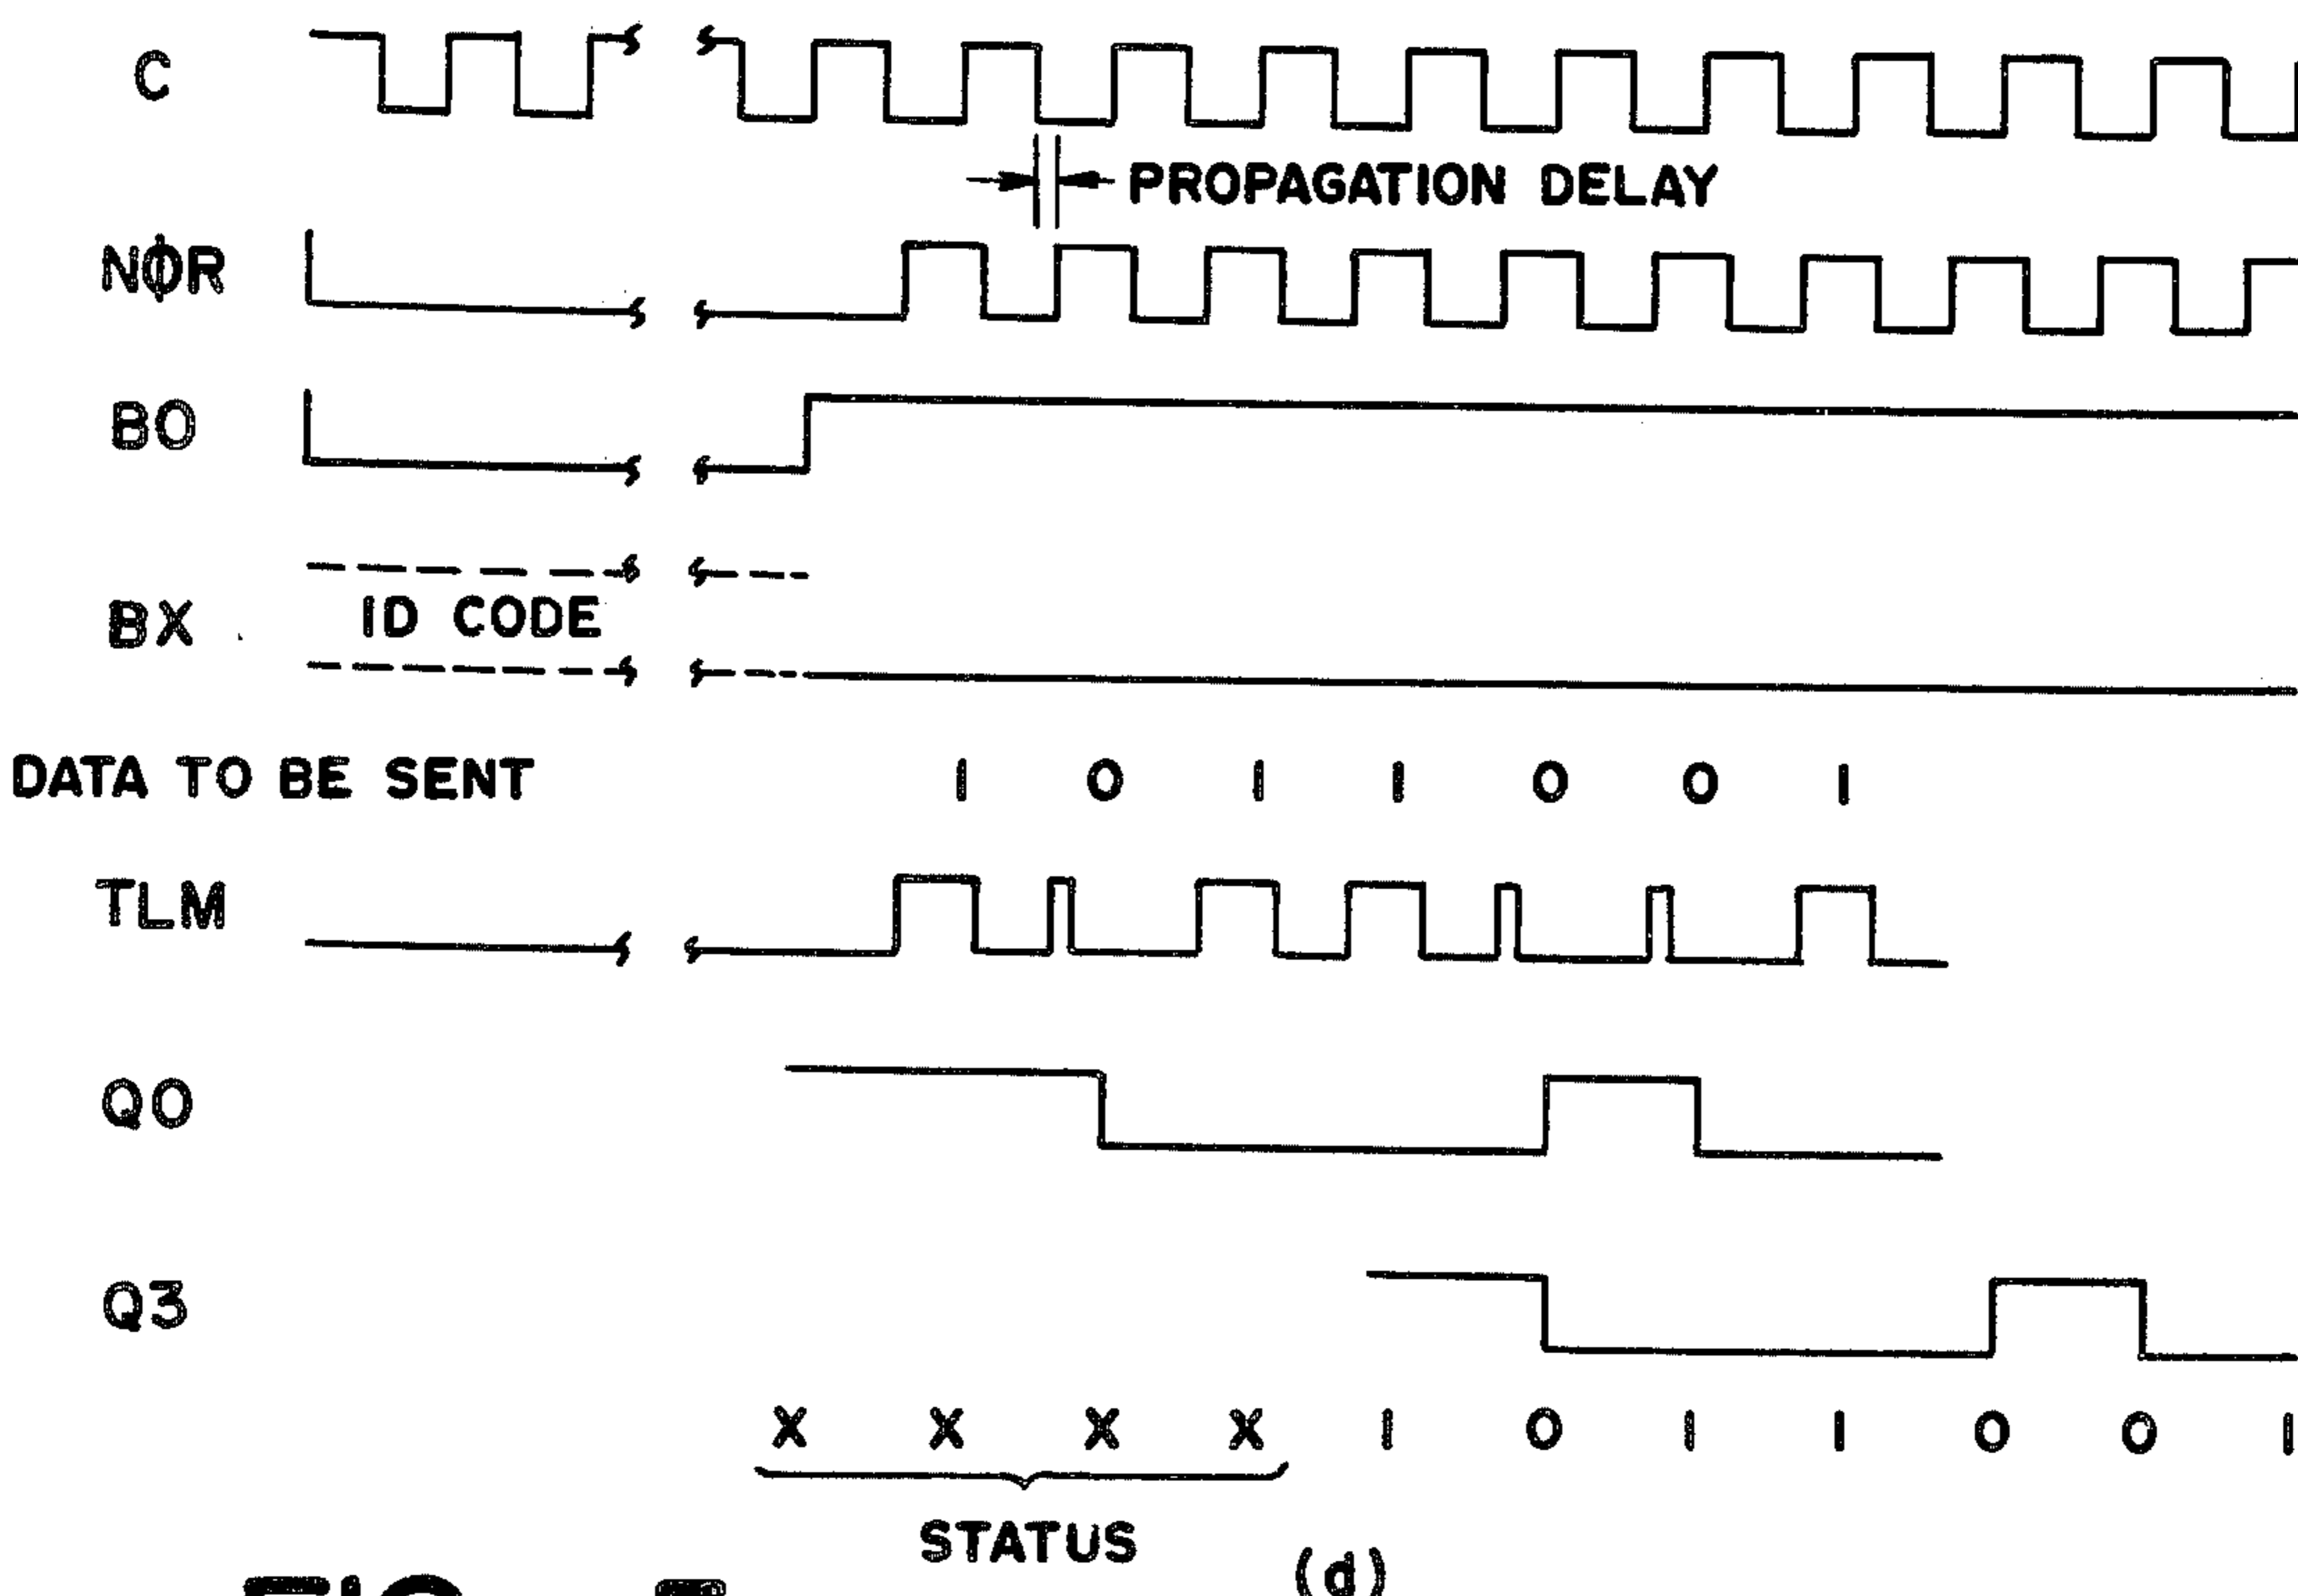 C
PROPAGATION DELAY
NΦR
BO
BX
ID CODE
DATA TO BE SENT 1 0 1 1 0 0 1
TLM
Q0
Q3
X X X X 1 0 1 1 0 0 1
STATUS
(d)